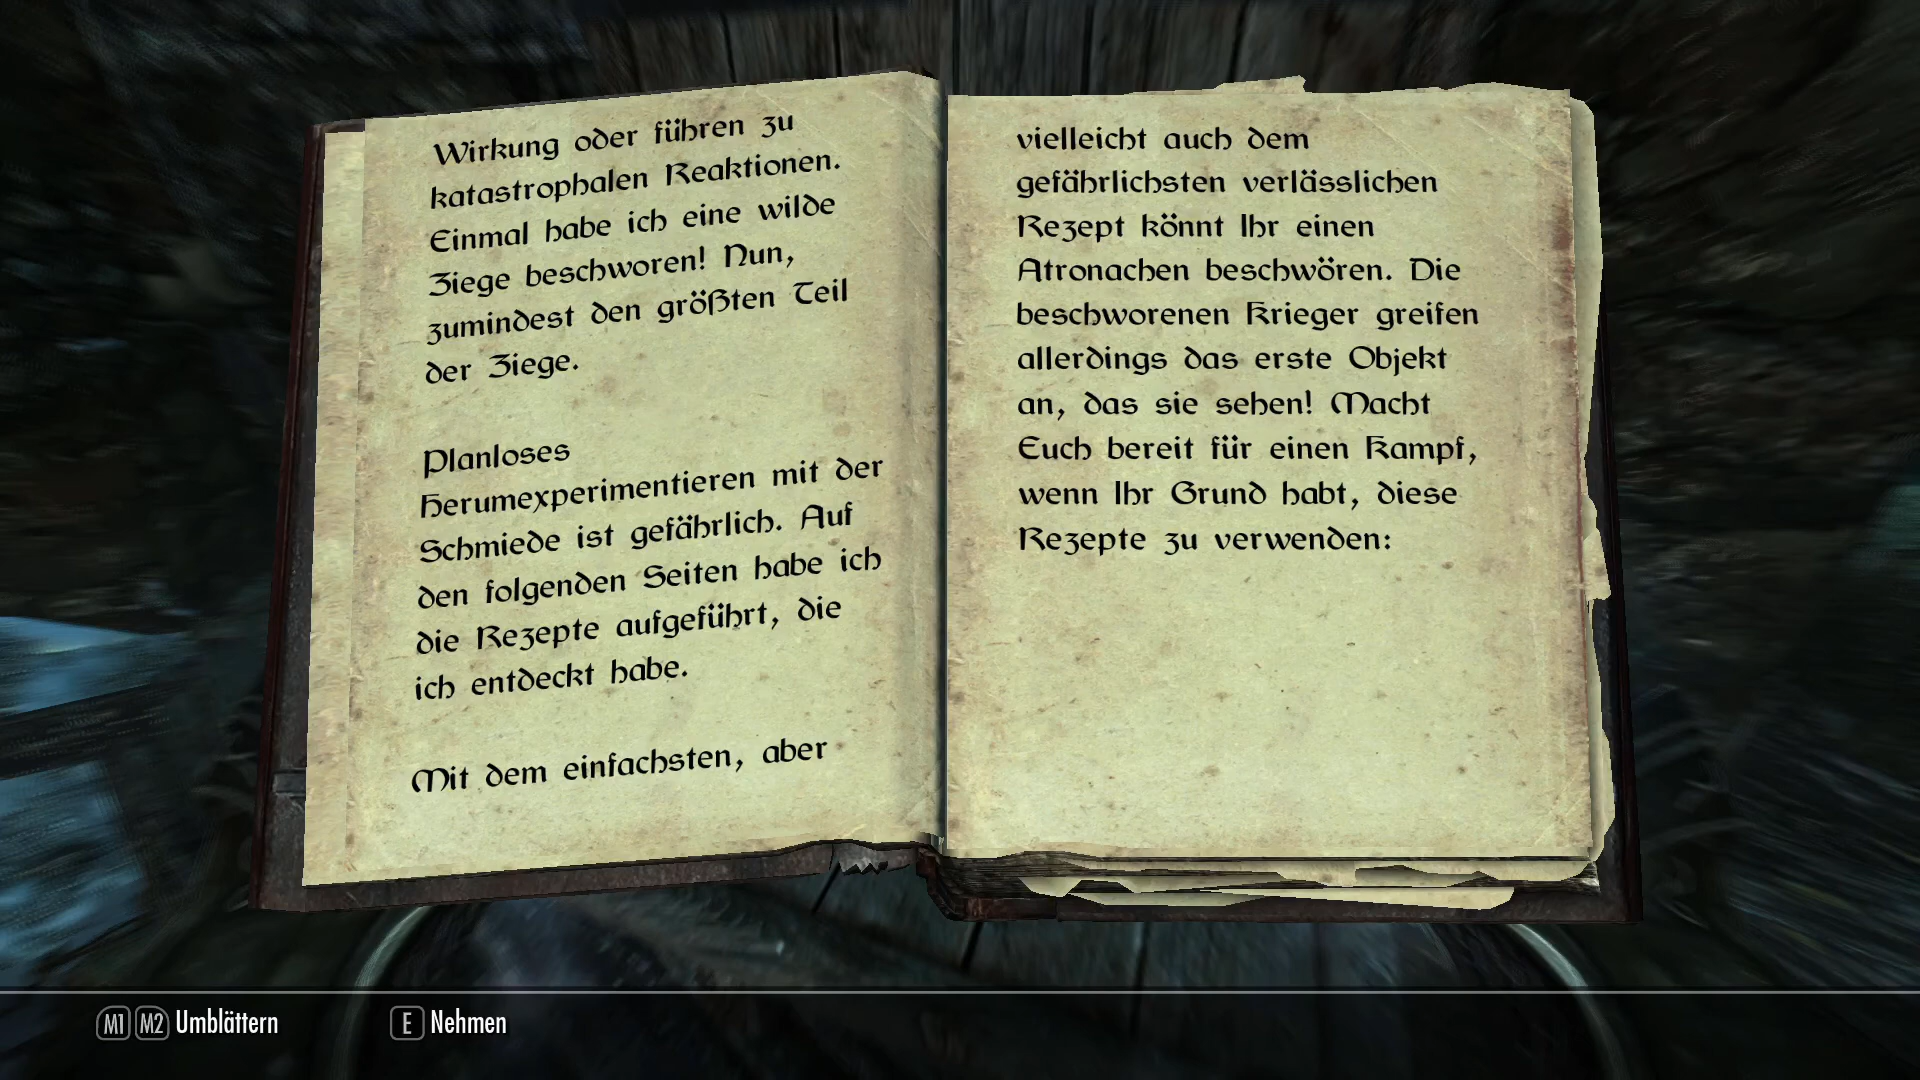 Wirkung oder führen zu
katastrophalen Reaktionen.
Einmal habe ich eine wilde
Ziege beschworen! Nun,
zumindest den größten Teil
der Ziege.
Planloses
Herumexperimentieren mit der
Schmiede ist gefährlich. Auf
den folgenden Seiten habe ich
die Rezepte aufgeführt, die
ich entdeckt habe.
Mit dem einfachsten, aber
vielleicht auch dem
gefährlichsten verlässlichen
Rezept könnt Ihr einen
Atronachen beschwören. Die
beschworenen Krieger greifen
allerdings das erste Objekt
an, das sie sehen! Macht
Euch bereit für einen Kampf,
wenn Ihr Grund habt, diese
Rezepte zu verwenden:
M1 M2 Umblättern E Nehmen